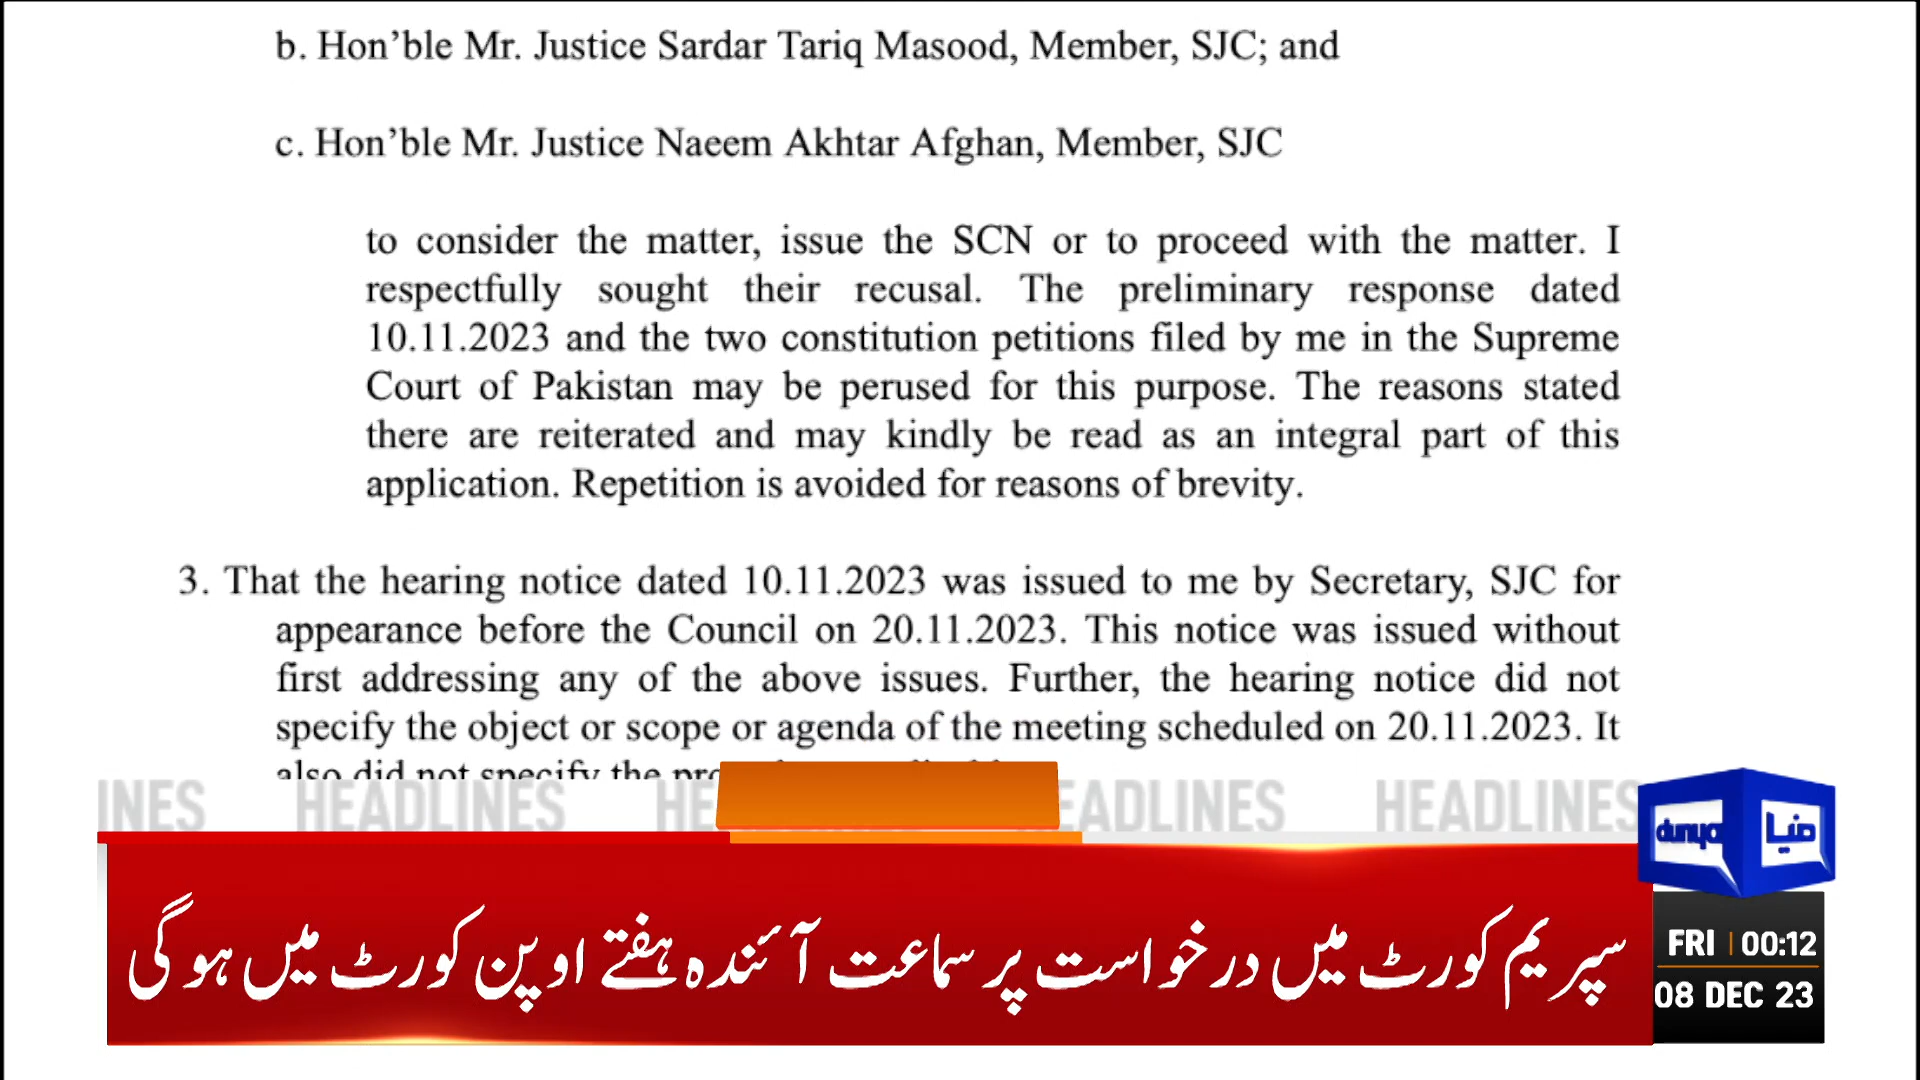 b. Hon’ble Mr. Justice Sardar Tariq Masood, Member, SJC; and
c. Hon’ble Mr. Justice Naeem Akhtar Afghan, Member, SJC
to consider the matter, issue the SCN or to proceed with the matter. I
respectfully sought their recusal. The preliminary response dated
10.11.2023 and the two constitution petitions filed by me in the Supreme
Court of Pakistan may be perused for this purpose. The reasons stated
there are reiterated and may kindly be read as an integral part of this
application. Repetition is avoided for reasons of brevity.
3. That the hearing notice dated 10.11.2023 was issued to me by Secretary, SJC for
appearance before the Council on 20.11.2023. This notice was issued without
first addressing any of the above issues. Further, the hearing notice did not
specify the object or scope or agenda of the meeting scheduled on 20.11.2023. It
also did not specify the
INES HEADLINES HE EADLINES HEADLINES
dunya دنیا
سپریم کورٹ میں درخواست پر سماعت آئندہ ہفتے اوپن کورٹ میں ہوگی
FRI 00:12
08 DEC 23